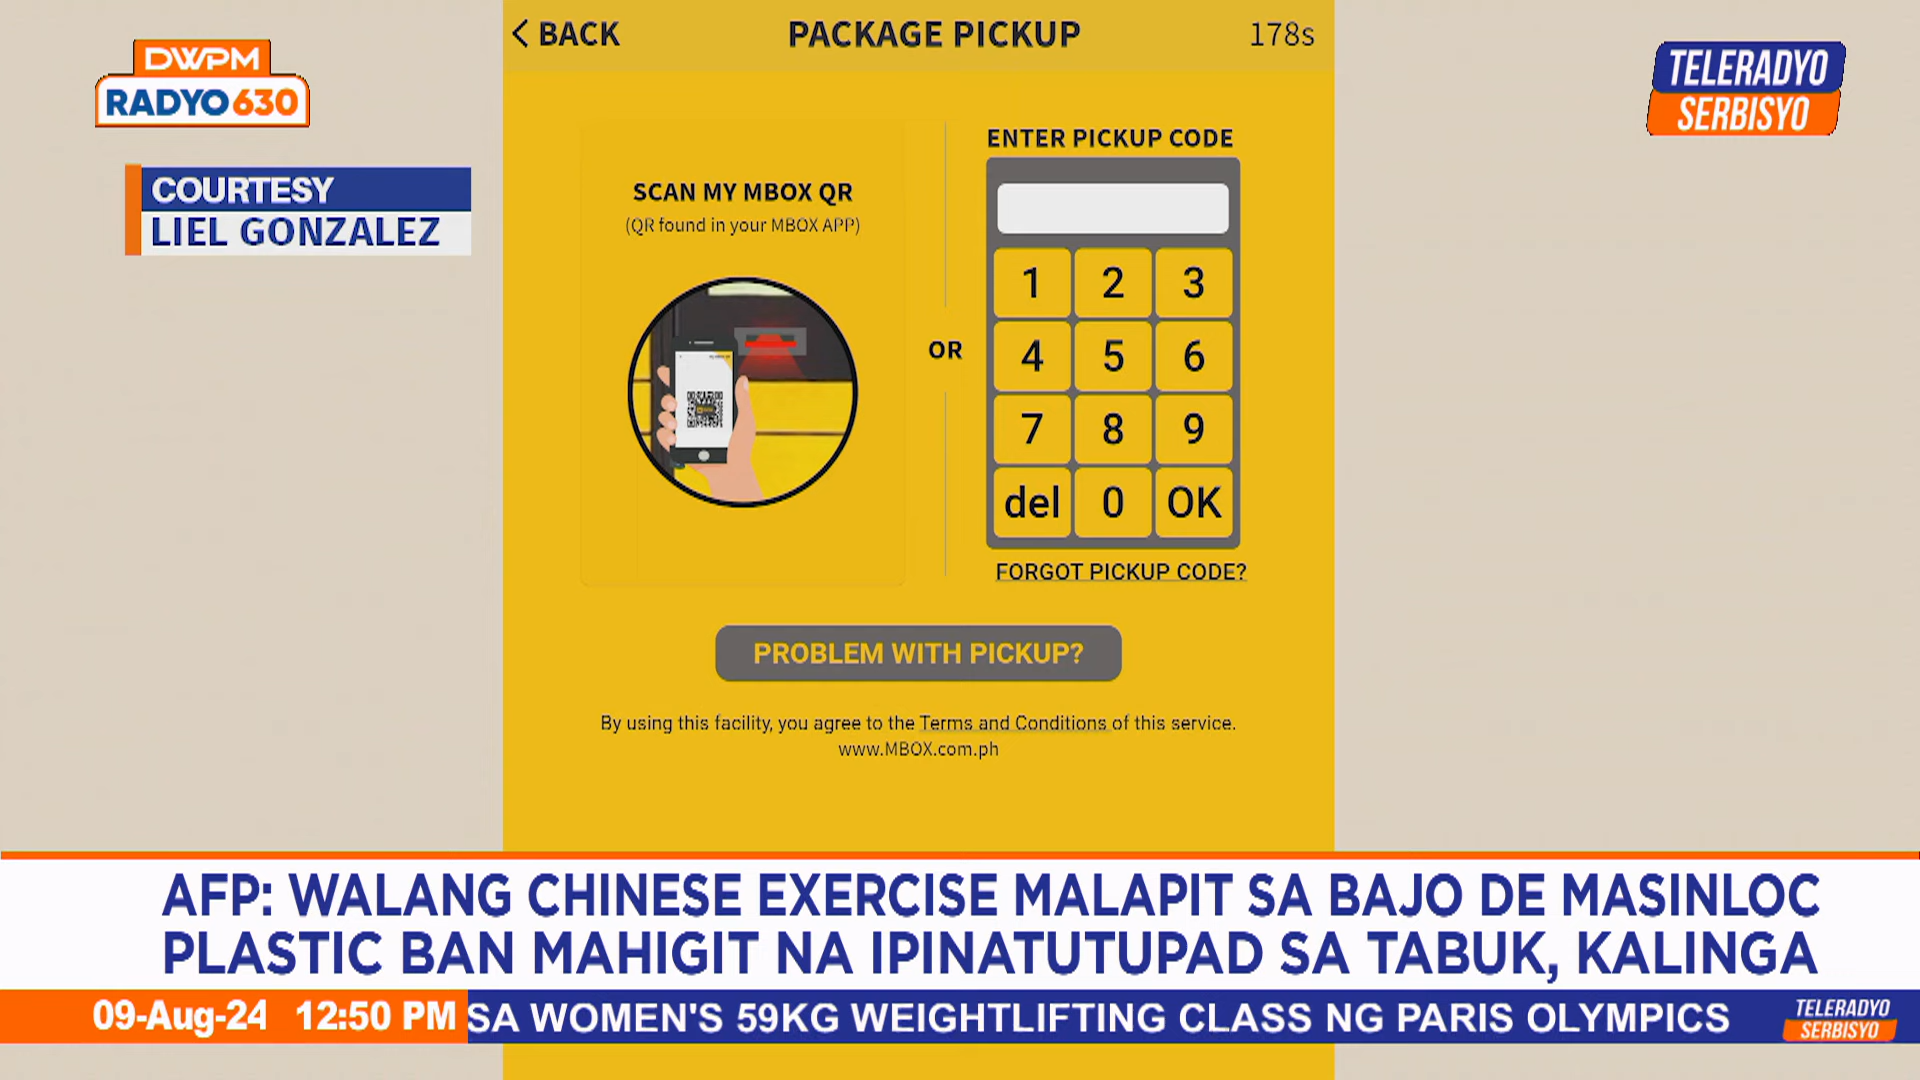 DWPM
RADYO 630
TELERADYO
SERBISYO
COURTESY
LIEL GONZALEZ
< BACK
PACKAGE PICKUP
178s
SCAN MY MBOX QR
(QR found in your MBOX APP)
OR
ENTER PICKUP CODE
1 2 3
4 5 6
7 8 9
del 0 OK
FORGOT PICKUP CODE?
PROBLEM WITH PICKUP?
By using this facility, you agree to the Terms and Conditions of this service.
www.MBOX.com.ph
AFP: WALANG CHINESE EXERCISE MALAPIT SA BAJO DE MASINLOC
PLASTIC BAN MAHIGIT NA IPINATUTUPAD SA TABUK, KALINGA
09-Aug-24 12:50 PM
SA WOMEN'S 59KG WEIGHTLIFTING CLASS NG PARIS OLYMPICS
TELERADYO
SERBISYO